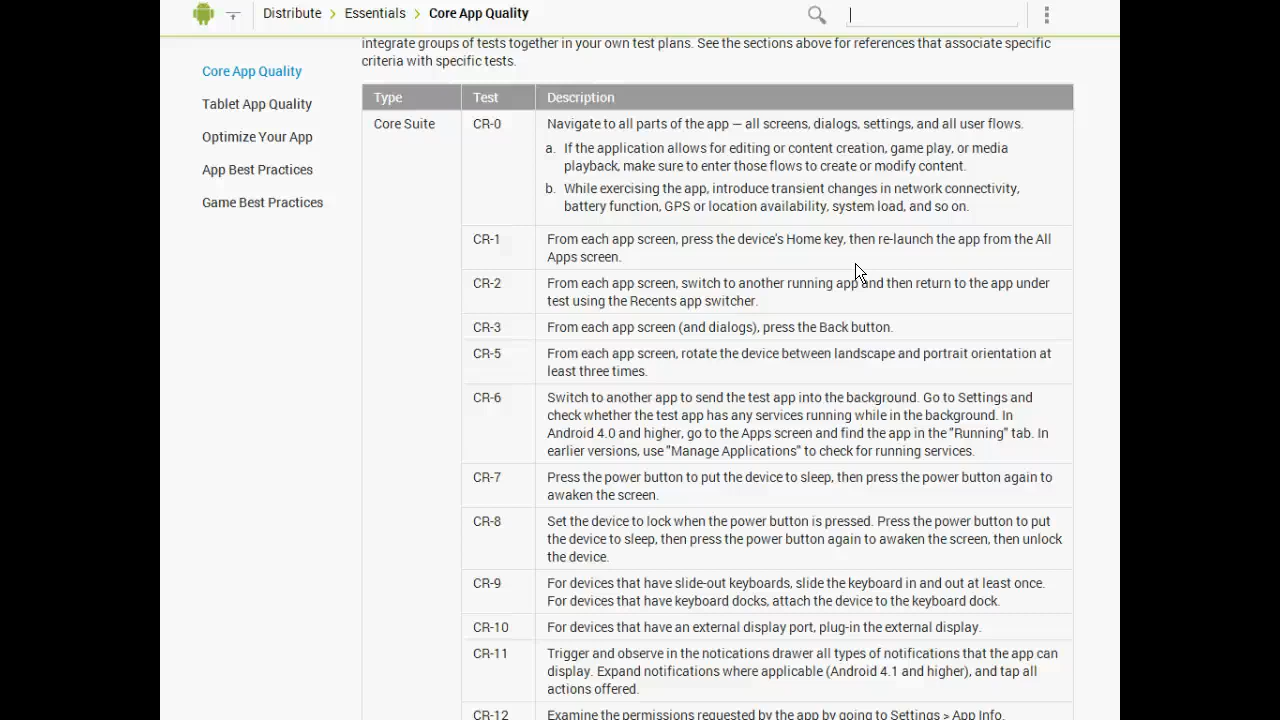 Distribute > Essentials > Core App Quality
integrate groups of tests together in your own test plans. See the sections above for references that associate specific
criteria with specific tests.
Core App Quality
Tablet App Quality
Optimize Your App
App Best Practices
Game Best Practices
Type Test Description
Core Suite CR-0 Navigate to all parts of the app — all screens, dialogs, settings, and all user flows.
a. If the application allows for editing or content creation, game play, or media
playback, make sure to enter those flows to create or modify content.
b. While exercising the app, introduce transient changes in network connectivity,
battery function, GPS or location availability, system load, and so on.
CR-1 From each app screen, press the device's Home key, then re-launch the app from the All
Apps screen.
CR-2 From each app screen, switch to another running app and then return to the app under
test using the Recents app switcher.
CR-3 From each app screen (and dialogs), press the Back button.
CR-5 From each app screen, rotate the device between landscape and portrait orientation at
least three times.
CR-6 Switch to another app to send the test app into the background. Go to Settings and
check whether the test app has any services running while in the background. In
Android 4.0 and higher, go to the Apps screen and find the app in the "Running" tab. In
earlier versions, use "Manage Applications" to check for running services.
CR-7 Press the power button to put the device to sleep, then press the power button again to
awaken the screen.
CR-8 Set the device to lock when the power button is pressed. Press the power button to put
the device to sleep, then press the power button again to awaken the screen, then unlock
the device.
CR-9 For devices that have slide-out keyboards, slide the keyboard in and out at least once.
For devices that have keyboard docks, attach the device to the keyboard dock.
CR-10 For devices that have an external display port, plug-in the external display.
CR-11 Trigger and observe in the notications drawer all types of notifications that the app can
display. Expand notifications where applicable (Android 4.1 and higher), and tap all
actions offered.
CR-12 Examine the permissions requested by the app by going to Settings > App Info.